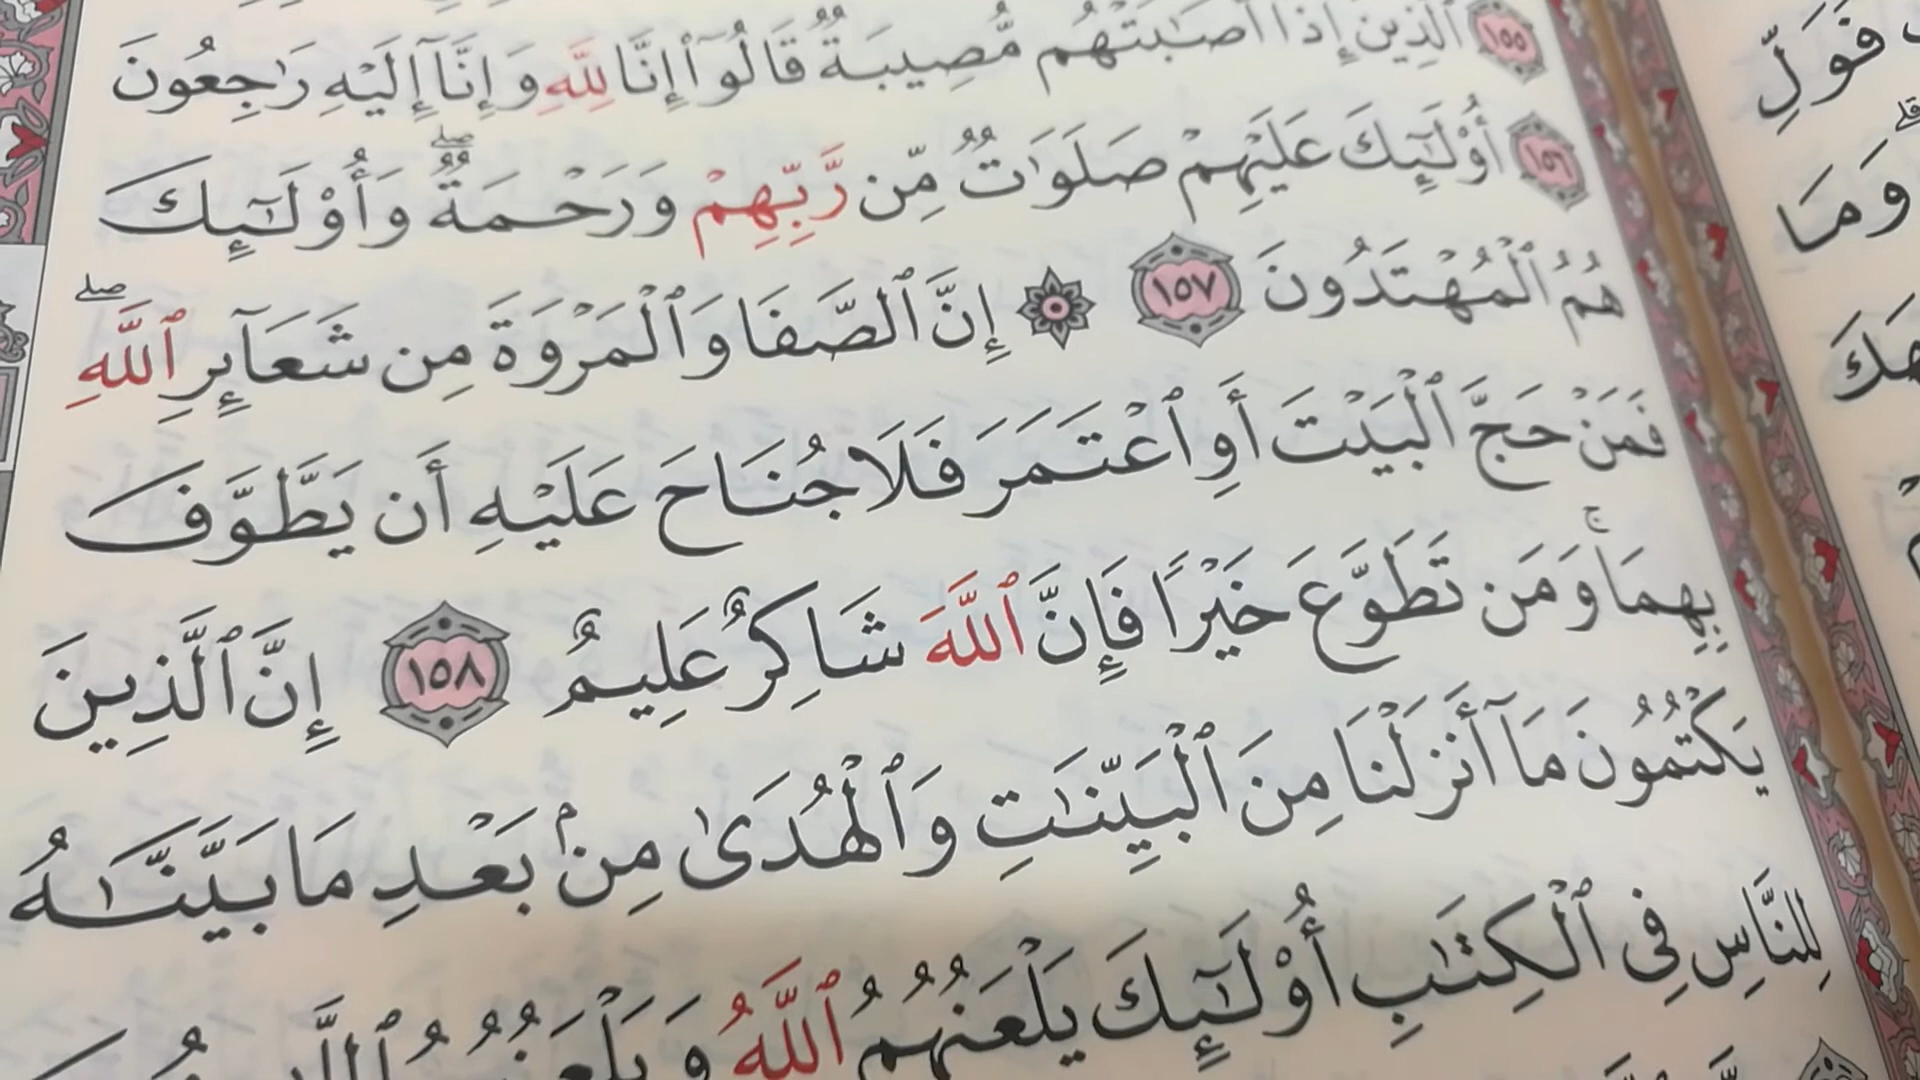 ١٥٥ ٱلَّذِينَ إِذَآ أَصَٰبَتۡهُم مُّصِيبَةٞ قَالُوٓاْ إِنَّا لِلَّهِ وَإِنَّآ إِلَيۡهِ رَٰجِعُونَ
١٥٦ أُوْلَٰٓئِكَ عَلَيۡهِمۡ صَلَوَٰتٞ مِّن رَّبِّهِمۡ وَرَحۡمَةٞۖ وَأُوْلَٰٓئِكَ
هُمُ ٱلۡمُهۡتَدُونَ ١٥٧ ۞ إِنَّ ٱلصَّفَا وَٱلۡمَرۡوَةَ مِن شَعَآئِرِ ٱللَّهِۖ
فَمَنۡ حَجَّ ٱلۡبَيۡتَ أَوِ ٱعۡتَمَرَ فَلَا جُنَاحَ عَلَيۡهِ أَن يَطَّوَّفَ
بِهِمَاۚ وَمَن تَطَوَّعَ خَيۡرٗا فَإِنَّ ٱللَّهَ شَاكِرٌ عَلِيمٌ ١٥٨ إِنَّ ٱلَّذِينَ
يَكۡتُمُونَ مَآ أَنزَلۡنَا مِنَ ٱلۡبَيِّنَٰتِ وَٱلۡهُدَىٰ مِنۢ بَعۡدِ مَا بَيَّنَّٰهُ
لِلنَّاسِ فِي ٱلۡكِتَٰبِ أُوْلَٰٓئِكَ يَلۡعَنُهُمُ ٱللَّهُ وَيَلۡعَنُهُمُ
قَوَلِّ
وَمَا